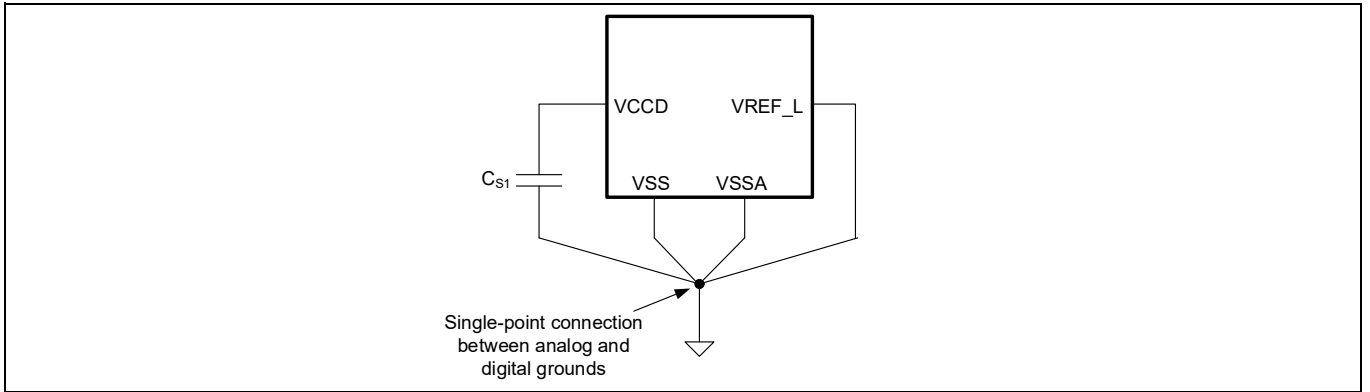 VCCD
VREF_L
CS1
VSS
VSSA
Single-point connection
between analog and
digital grounds